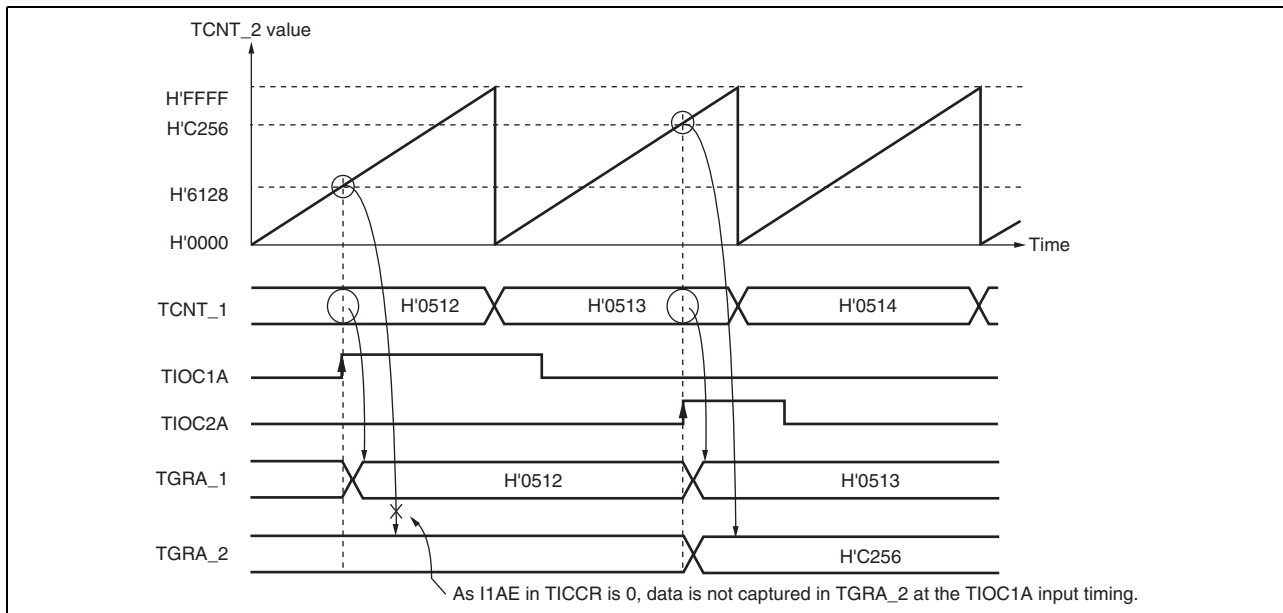 TCNT_2 value
H'FFFF
H'C256
H'6128
H'0000
Time
TCNT_1 H'0512 H'0513 H'0514
TIOC1A
TIOC2A
TGRA_1 H'0512 H'0513
TGRA_2 H'C256
As I1AE in TICCR is 0, data is not captured in TGRA_2 at the TIOC1A input timing.